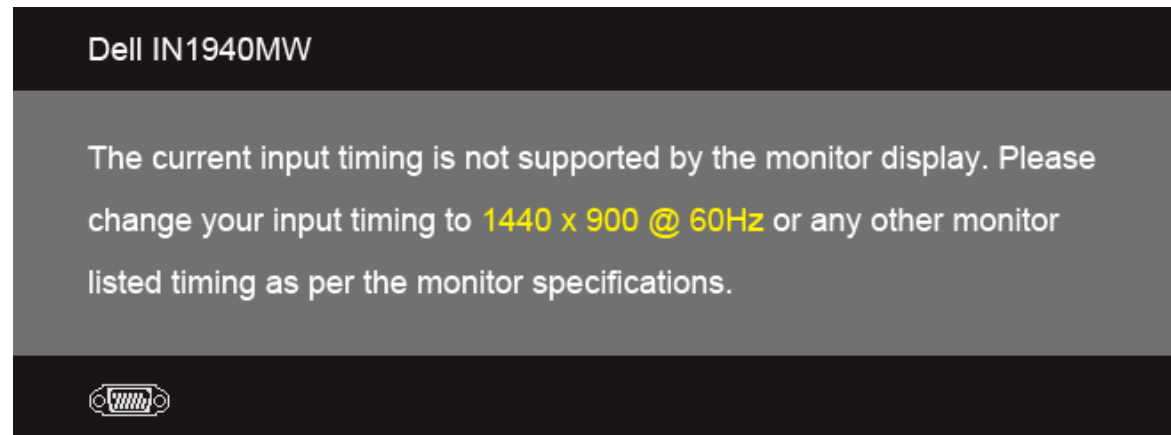 Dell IN1940MW
The current input timing is not supported by the monitor display. Please
change your input timing to 1440 x 900 @ 60Hz or any other monitor
listed timing as per the monitor specifications.